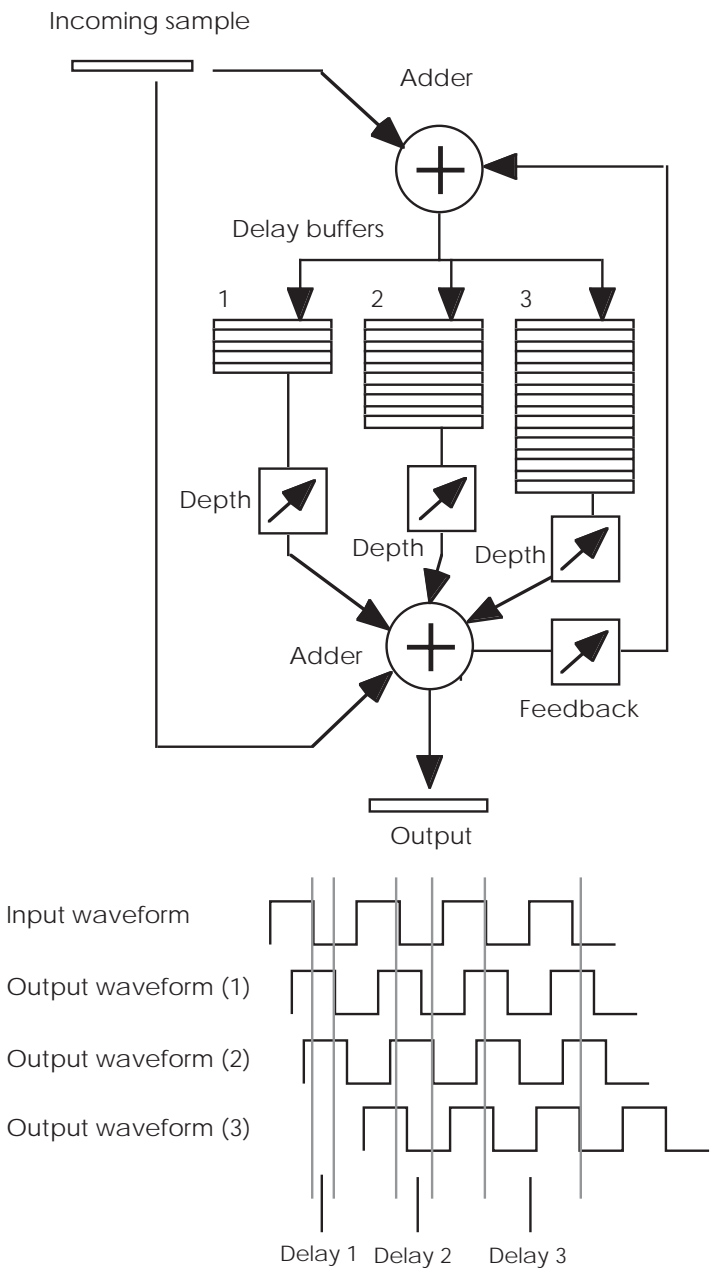 Incoming sample
Adder
Delay buffers
1 2 3
Depth
Depth
Depth
Adder
Feedback
Output
Input waveform
Output waveform (1)
Output waveform (2)
Output waveform (3)
Delay 1 Delay 2 Delay 3